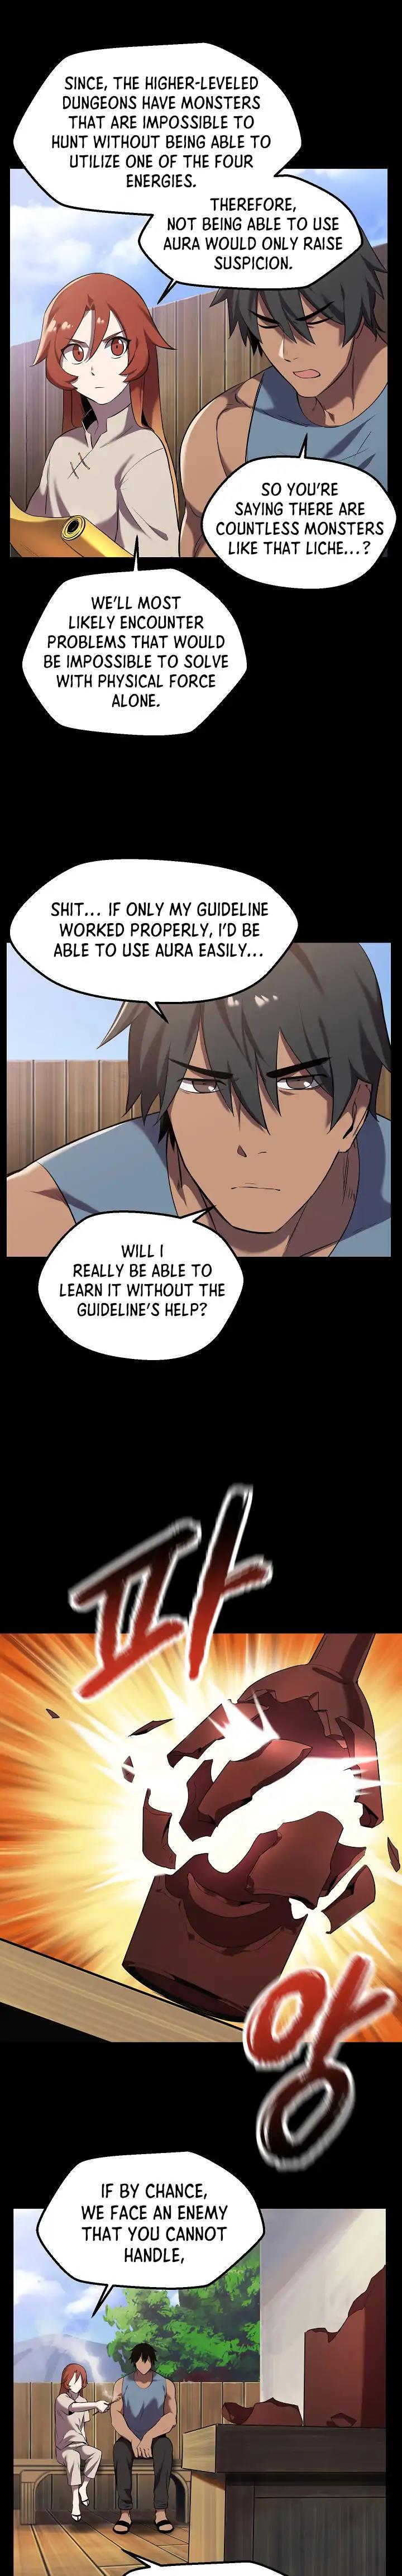 SINCE, THE HIGHER-LEVELED
DUNGEONS HAVE MONSTERS
THAT ARE IMPOSSIBLE TO
HUNT WITHOUT BEING ABLE TO
UTILIZE ONE OF THE FOUR
ENERGIES.
THEREFORE,
NOT BEING ABLE TO USE
AURA WOULD ONLY RAISE
SUSPICION.
SO YOU'RE
SAYING THERE ARE
COUNTLESS MONSTERS
LIKE THAT LICHE...?
WE'LL MOST
LIKELY ENCOUNTER
PROBLEMS THAT WOULD
BE IMPOSSIBLE TO SOLVE
WITH PHYSICAL FORCE
ALONE.
SHIT... IF ONLY MY GUIDELINE
WORKED PROPERLY, I'D BE
ABLE TO USE AURA EASILY...
WILL I
REALLY BE ABLE TO
LEARN IT WITHOUT THE
GUIDELINE'S HELP?
파
앙
IF BY CHANCE,
WE FACE AN ENEMY
THAT YOU CANNOT
HANDLE,